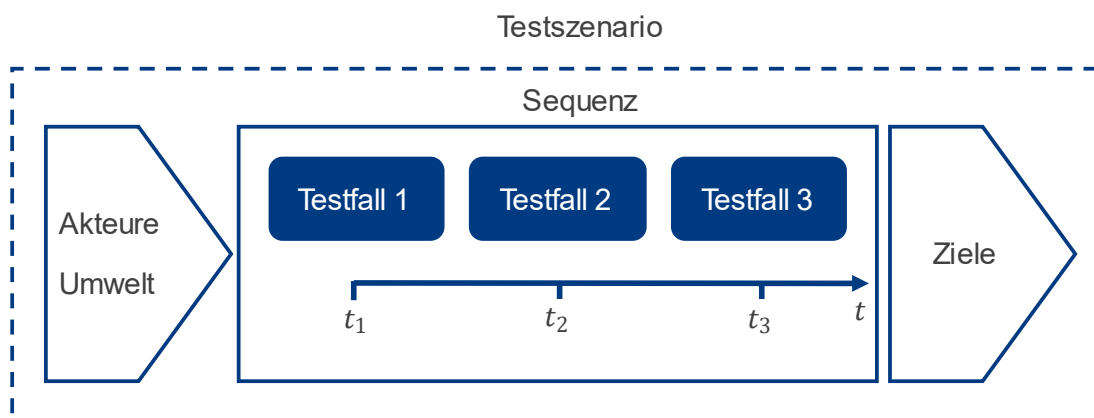 Testszenario
Sequenz
Akteure
Umwelt
Testfall 1
Testfall 2
Testfall 3
t₁
t₂
t₃
t
Ziele